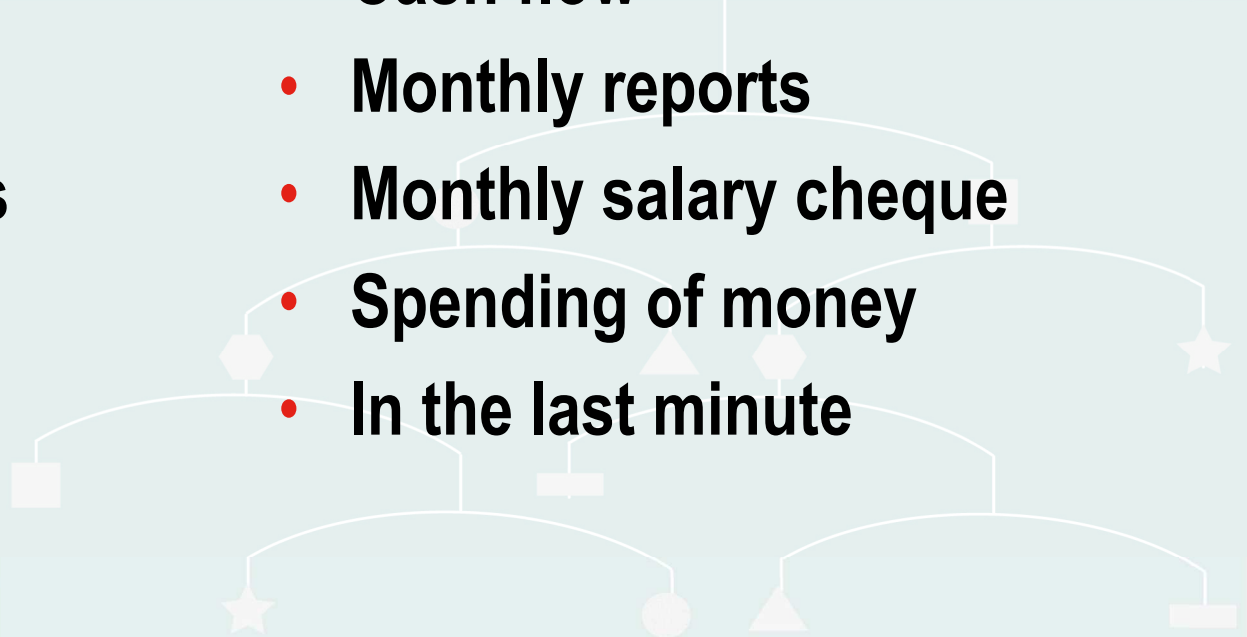 • Monthly reports
• Monthly salary cheque
• Spending of money
• In the last minute